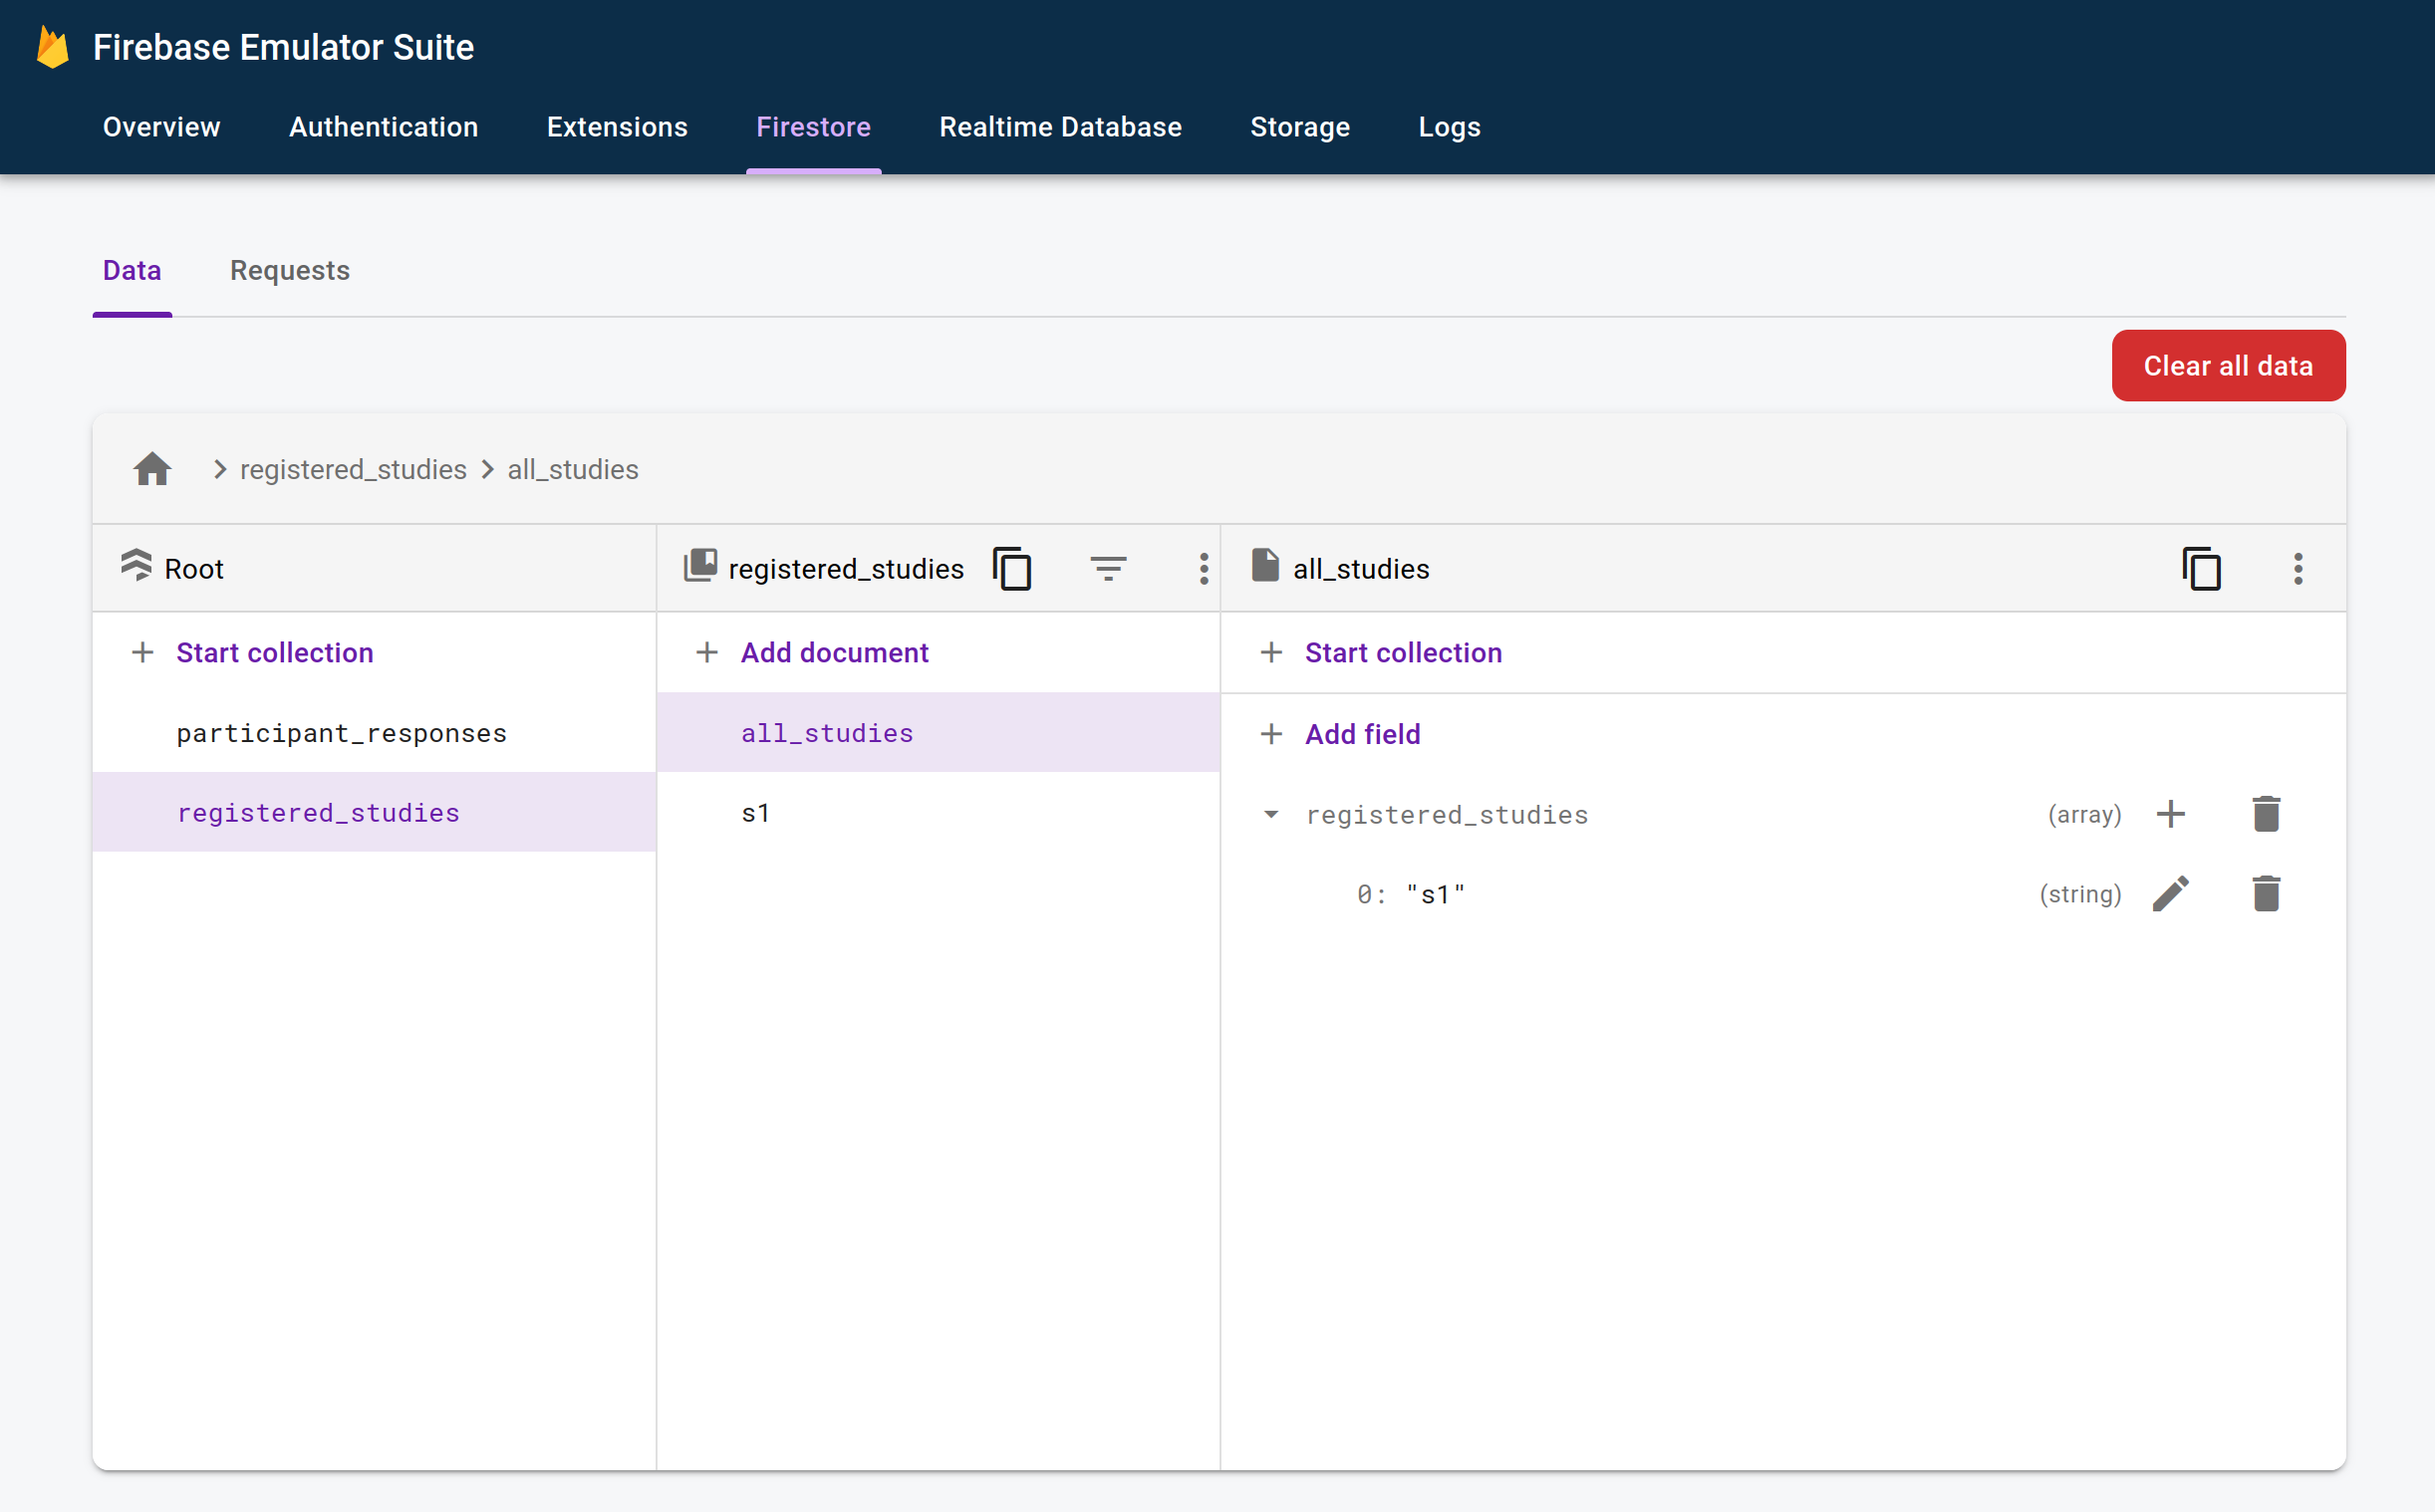 Firebase Emulator Suite
Overview Authentication Extensions Firestore Realtime Database Storage Logs
Data Requests
Clear all data
registered_studies all_studies
Root registered_studies all_studies
Start collection Add document Start collection
participant_responses all_studies Add field
registered_studies s1 registered_studies (array)
0: "s1" (string)